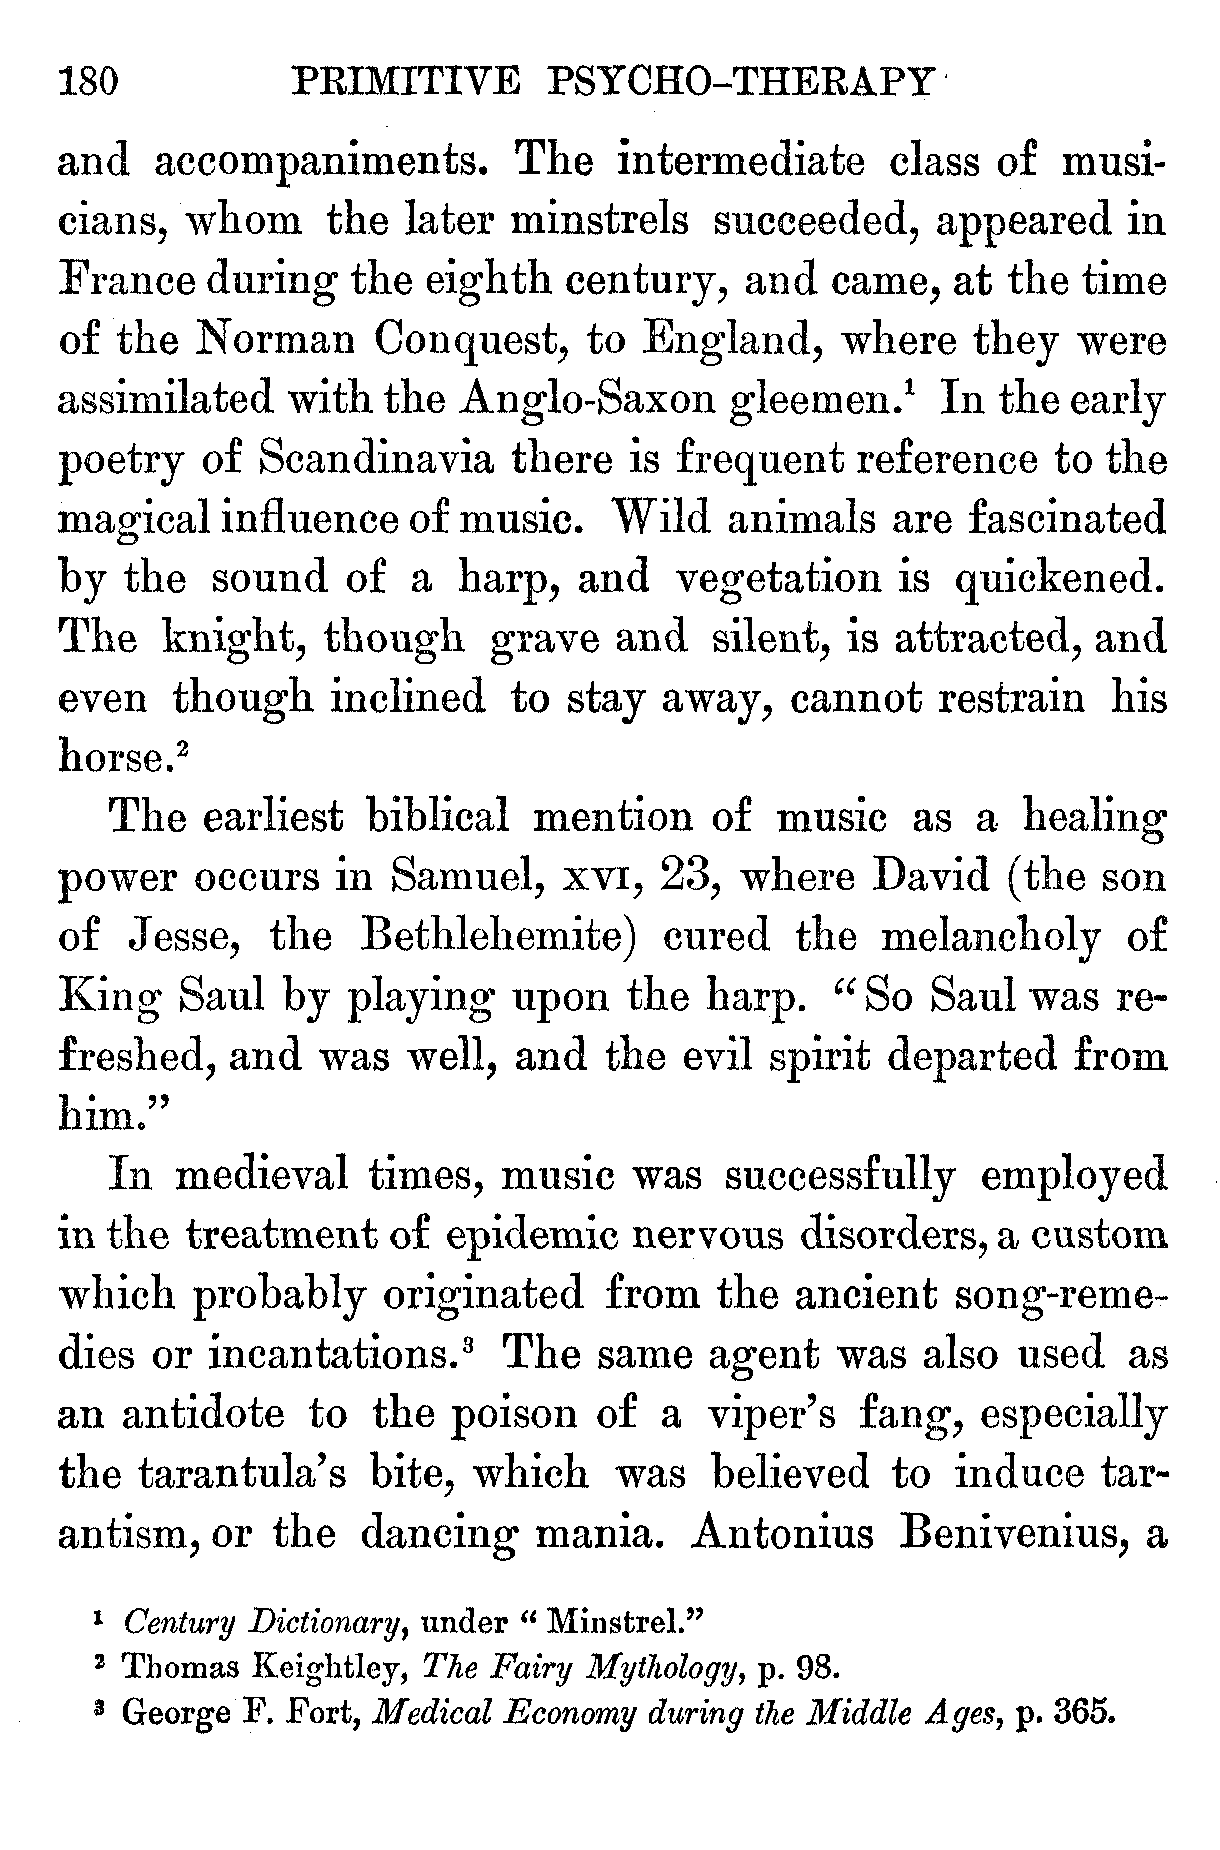 180 PRIMITIVE PSYCHO-THERAPY
and accompaniments. The intermediate class of musi-
cians, whom the later minstrels succeeded, appeared in
France during the eighth century, and came, at the time
of the Norman Conquest, to England, where they were
assimilated with the Anglo-Saxon gleemen.¹ In the early
poetry of Scandinavia there is frequent reference to the
magical influence of music. Wild animals are fascinated
by the sound of a harp, and vegetation is quickened.
The knight, though grave and silent, is attracted, and
even though inclined to stay away, cannot restrain his
horse.²
The earliest biblical mention of music as a healing
power occurs in Samuel, XVI, 23, where David (the son
of Jesse, the Bethlehemite) cured the melancholy of
King Saul by playing upon the harp. “So Saul was re-
freshed, and was well, and the evil spirit departed from
him.”
In medieval times, music was successfully employed
in the treatment of epidemic nervous disorders, a custom
which probably originated from the ancient song-reme-
dies or incantations.³ The same agent was also used as
an antidote to the poison of a viper’s fang, especially
the tarantula’s bite, which was believed to induce tar-
antism, or the dancing mania. Antonius Benivenius, a
¹ Century Dictionary, under “Minstrel.”
² Thomas Keightley, The Fairy Mythology, p. 98.
³ George F. Fort, Medical Economy during the Middle Ages, p. 365.